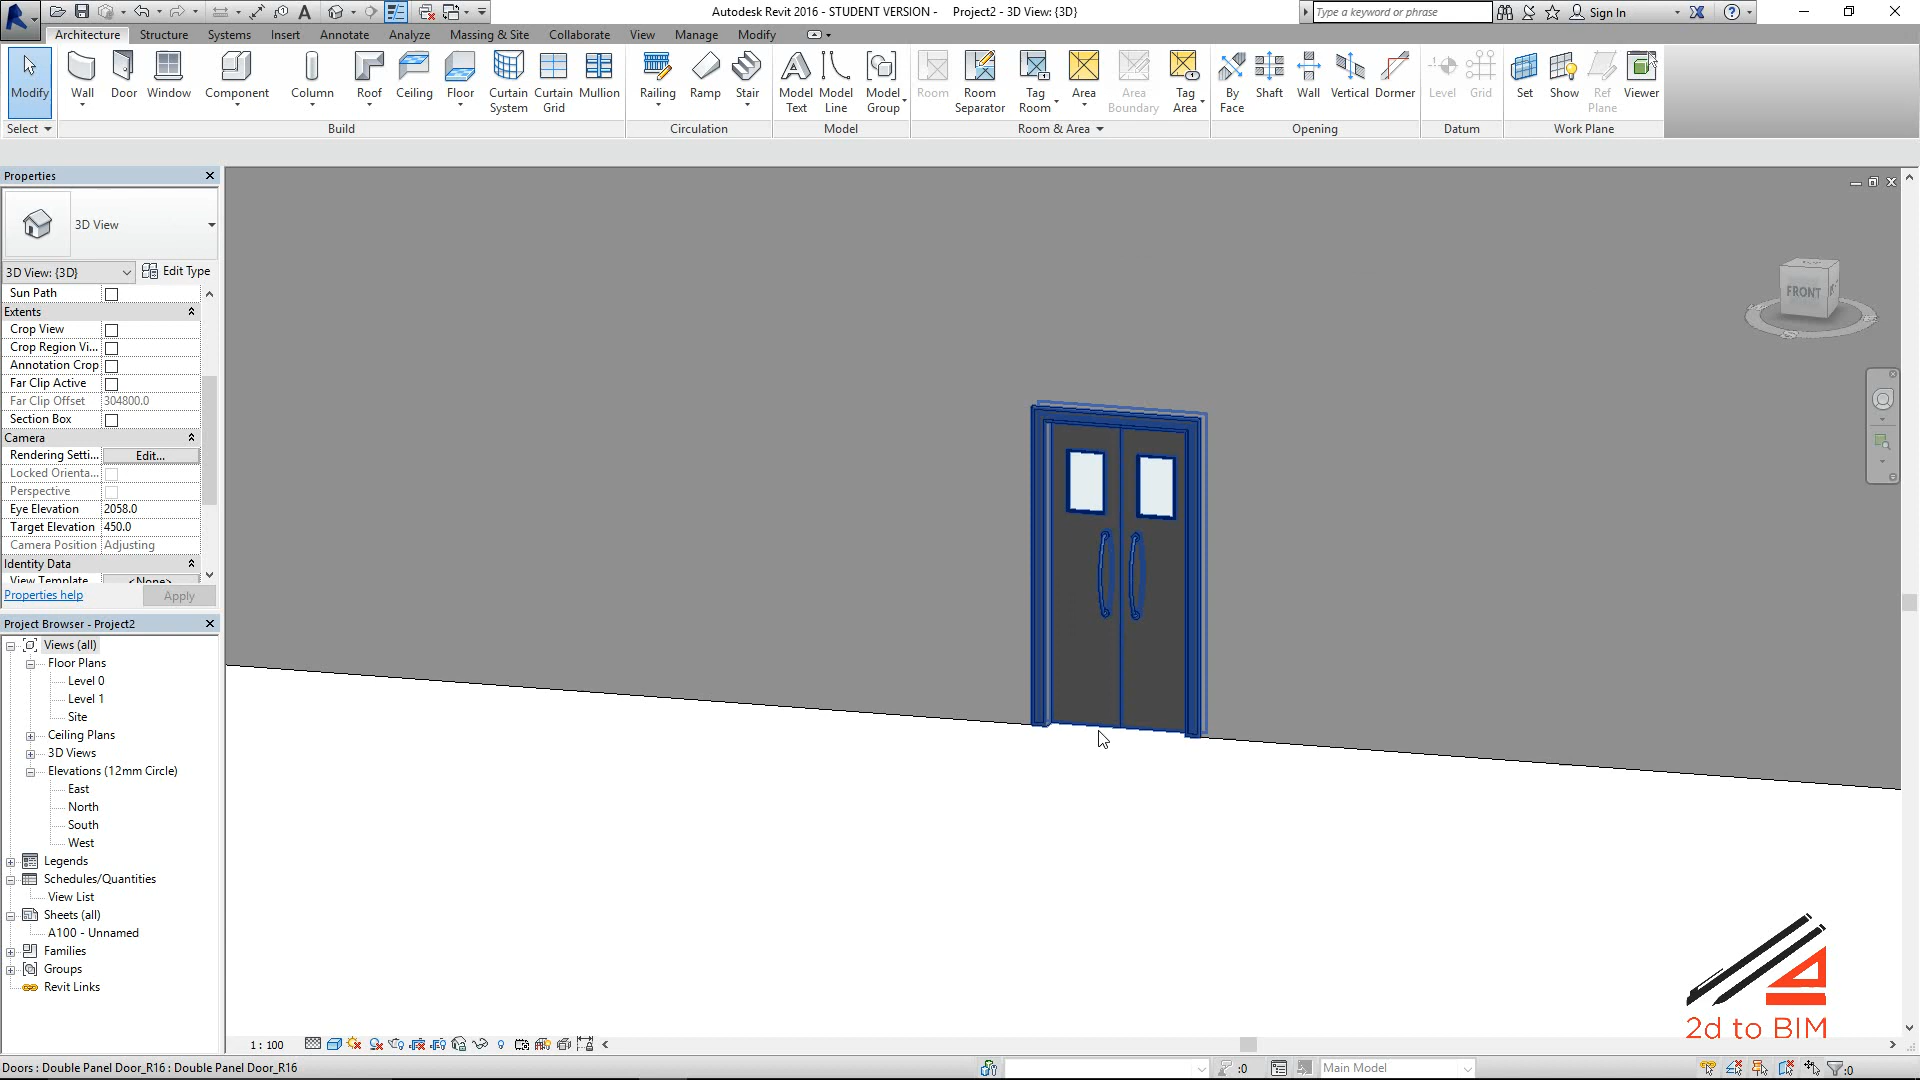 Autodesk Revit 2016 - STUDENT VERSION - Project2 - 3D View: {3D}
Type a keyword or phrase
Sign In
Architecture Structure Systems Insert Annotate Analyze Massing & Site Collaborate View Manage Modify
Modify Wall Door Window Component Column Roof Ceiling Floor Curtain System Curtain Grid Mullion Railing Ramp Stair Model Text Model Line Model Group Room Room Separator Tag Room Area Area Boundary Tag Area By Face Shaft Wall Vertical Dormer Level Grid Set Show Ref Plane Viewer
Select Build Circulation Model Room & Area Opening Datum Work Plane
Properties
3D View
3D View: {3D} Edit Type
Sun Path
Extents
Crop View
Crop Region Vi...
Annotation Crop
Far Clip Active
Far Clip Offset 304800.0
Section Box
Camera
Rendering Setti... Edit...
Locked Orienta...
Perspective
Eye Elevation 2058.0
Target Elevation 450.0
Camera Position Adjusting
Identity Data
View Template <None>
Properties help Apply
Project Browser - Project2
Views (all)
Floor Plans
Level 0
Level 1
Site
Ceiling Plans
3D Views
Elevations (12mm Circle)
East
North
South
West
Legends
Schedules/Quantities
View List
Sheets (all)
A100 - Unnamed
Families
Groups
Revit Links
FRONT
2d to BIM
1 : 100
Doors : Double Panel Door_R16 : Double Panel Door_R16
:0
Main Model
:0